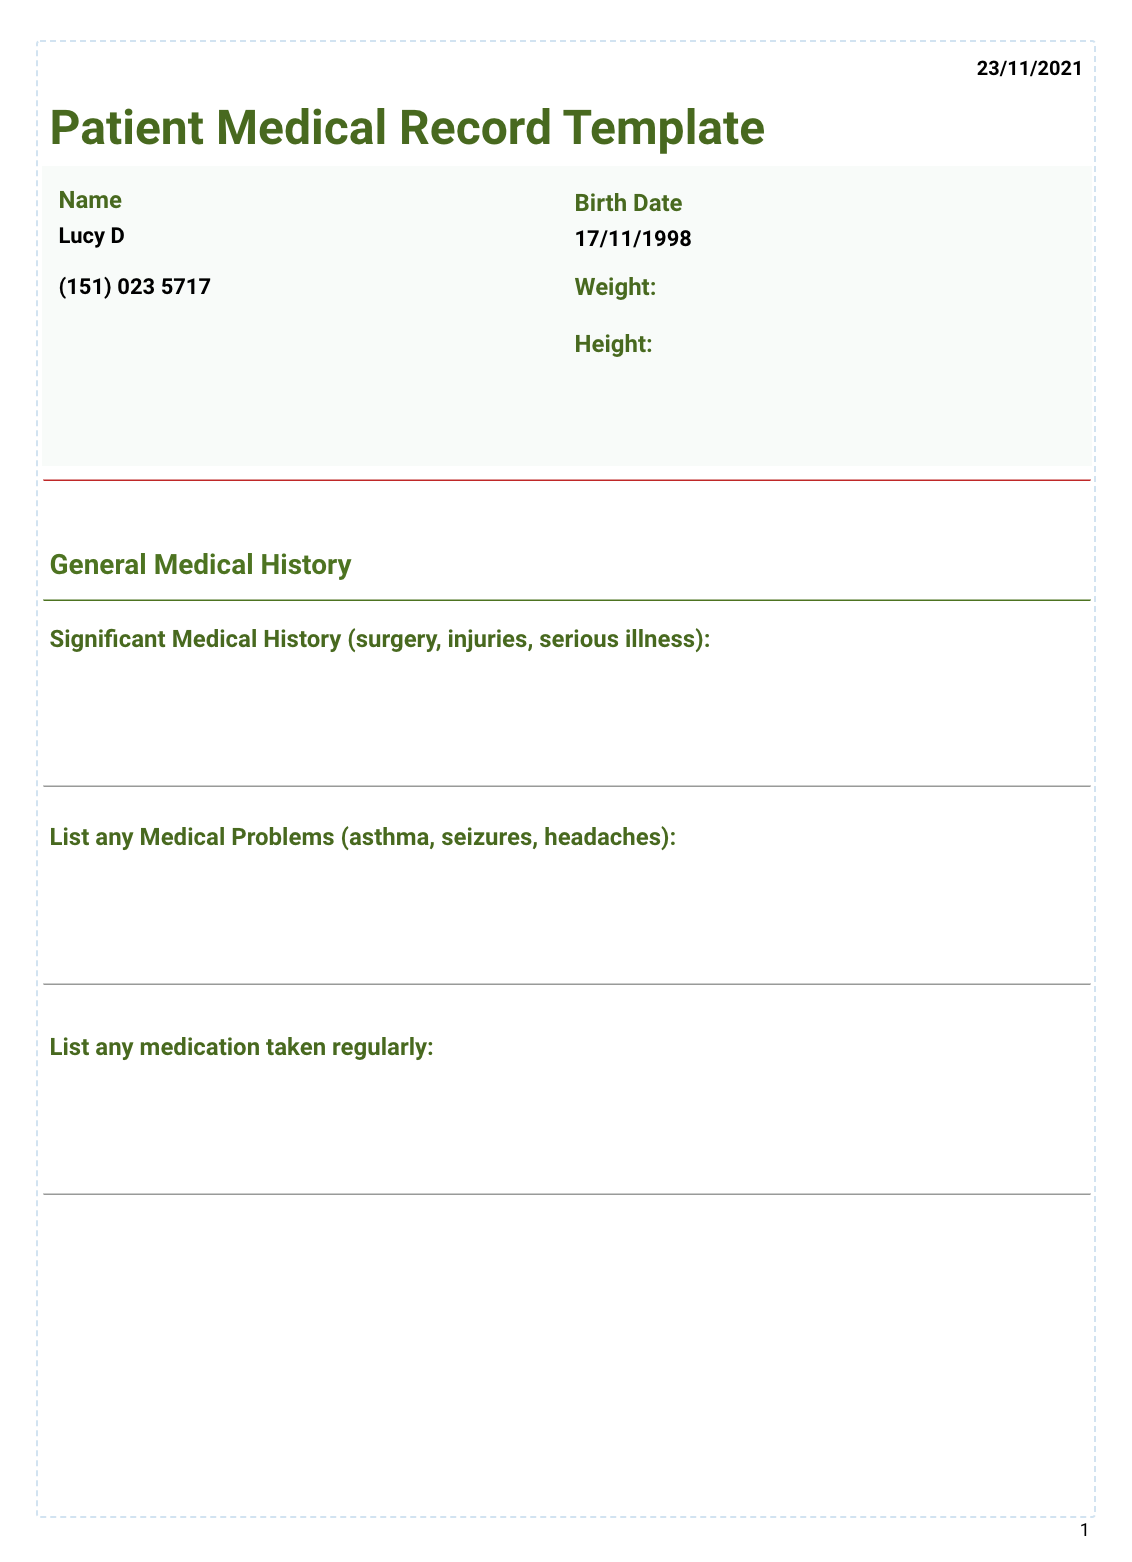 23/11/2021
Patient Medical Record Template
Name
Lucy D
(151) 023 5717
Birth Date
17/11/1998
Weight:
Height:
General Medical History
Significant Medical History (surgery, injuries, serious illness):
List any Medical Problems (asthma, seizures, headaches):
List any medication taken regularly:
1